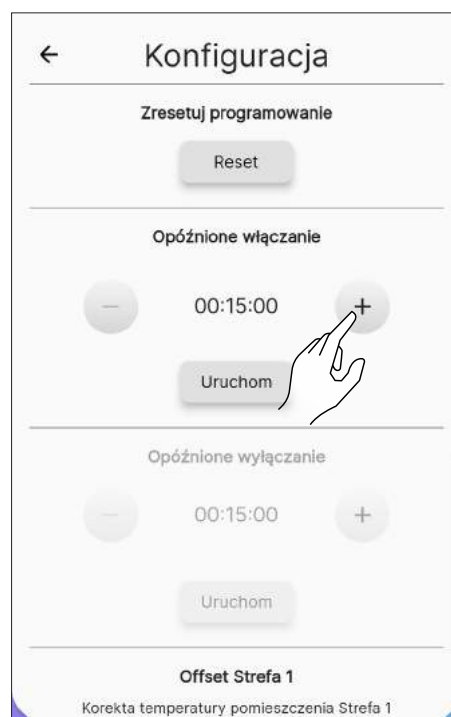 ← Konfiguracja
Zresetuj programowanie
Reset
Opóźnione włączanie
− 00:15:00 +
Uruchom
Opóźnione wyłączanie
− 00:15:00 +
Uruchom
Offset Strefa 1
Korekta temperatury pomieszczenia Strefa 1